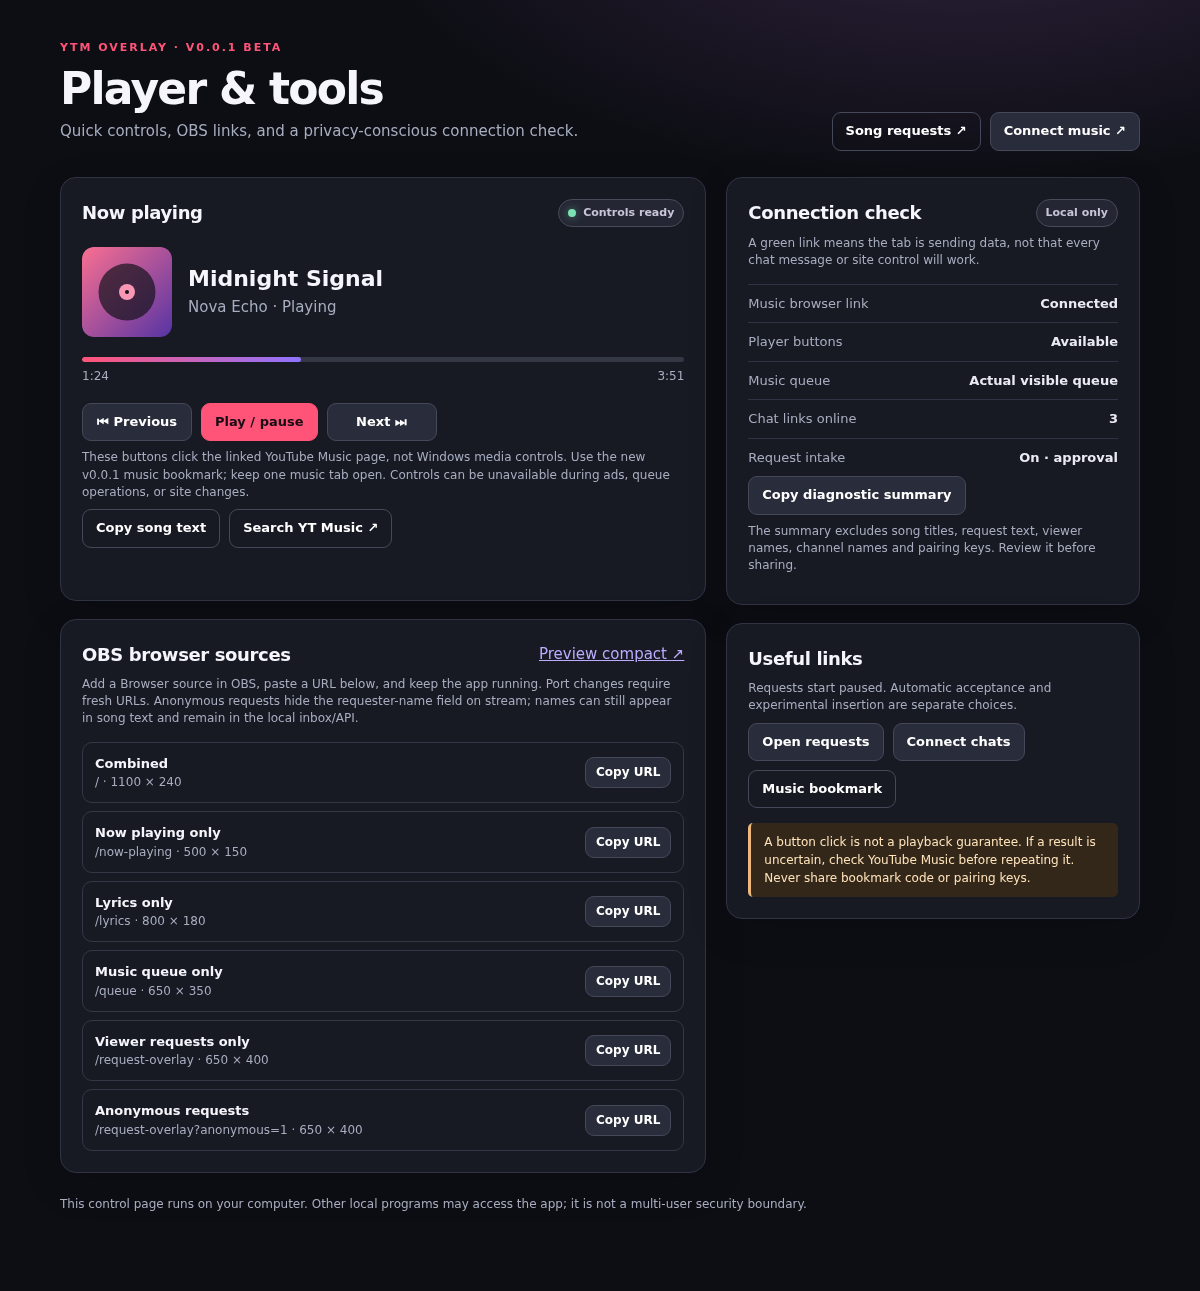 YTM OVERLAY · V0.0.1 BETA
Player & tools
Quick controls, OBS links, and a privacy-conscious connection check.
Song requests ↗
Connect music ↗
Now playing
Controls ready
Midnight Signal
Nova Echo · Playing
1:24
3:51
⏮ Previous
Play / pause
Next ⏭
These buttons click the linked YouTube Music page, not Windows media controls. Use the new
v0.0.1 music bookmark; keep one music tab open. Controls can be unavailable during ads, queue
operations, or site changes.
Copy song text
Search YT Music ↗
Connection check
Local only
A green link means the tab is sending data, not that every
chat message or site control will work.
Music browser link
Connected
Player buttons
Available
Music queue
Actual visible queue
Chat links online
3
Request intake
On · approval
Copy diagnostic summary
The summary excludes song titles, request text, viewer
names, channel names and pairing keys. Review it before
sharing.
OBS browser sources
Preview compact ↗
Add a Browser source in OBS, paste a URL below, and keep the app running. Port changes require
fresh URLs. Anonymous requests hide the requester-name field on stream; names can still appear
in song text and remain in the local inbox/API.
Combined
/ · 1100 × 240
Copy URL
Now playing only
/now-playing · 500 × 150
Copy URL
Lyrics only
/lyrics · 800 × 180
Copy URL
Music queue only
/queue · 650 × 350
Copy URL
Viewer requests only
/request-overlay · 650 × 400
Copy URL
Anonymous requests
/request-overlay?anonymous=1 · 650 × 400
Copy URL
Useful links
Requests start paused. Automatic acceptance and
experimental insertion are separate choices.
Open requests
Connect chats
Music bookmark
A button click is not a playback guarantee. If a result is
uncertain, check YouTube Music before repeating it.
Never share bookmark code or pairing keys.
This control page runs on your computer. Other local programs may access the app; it is not a multi-user security boundary.